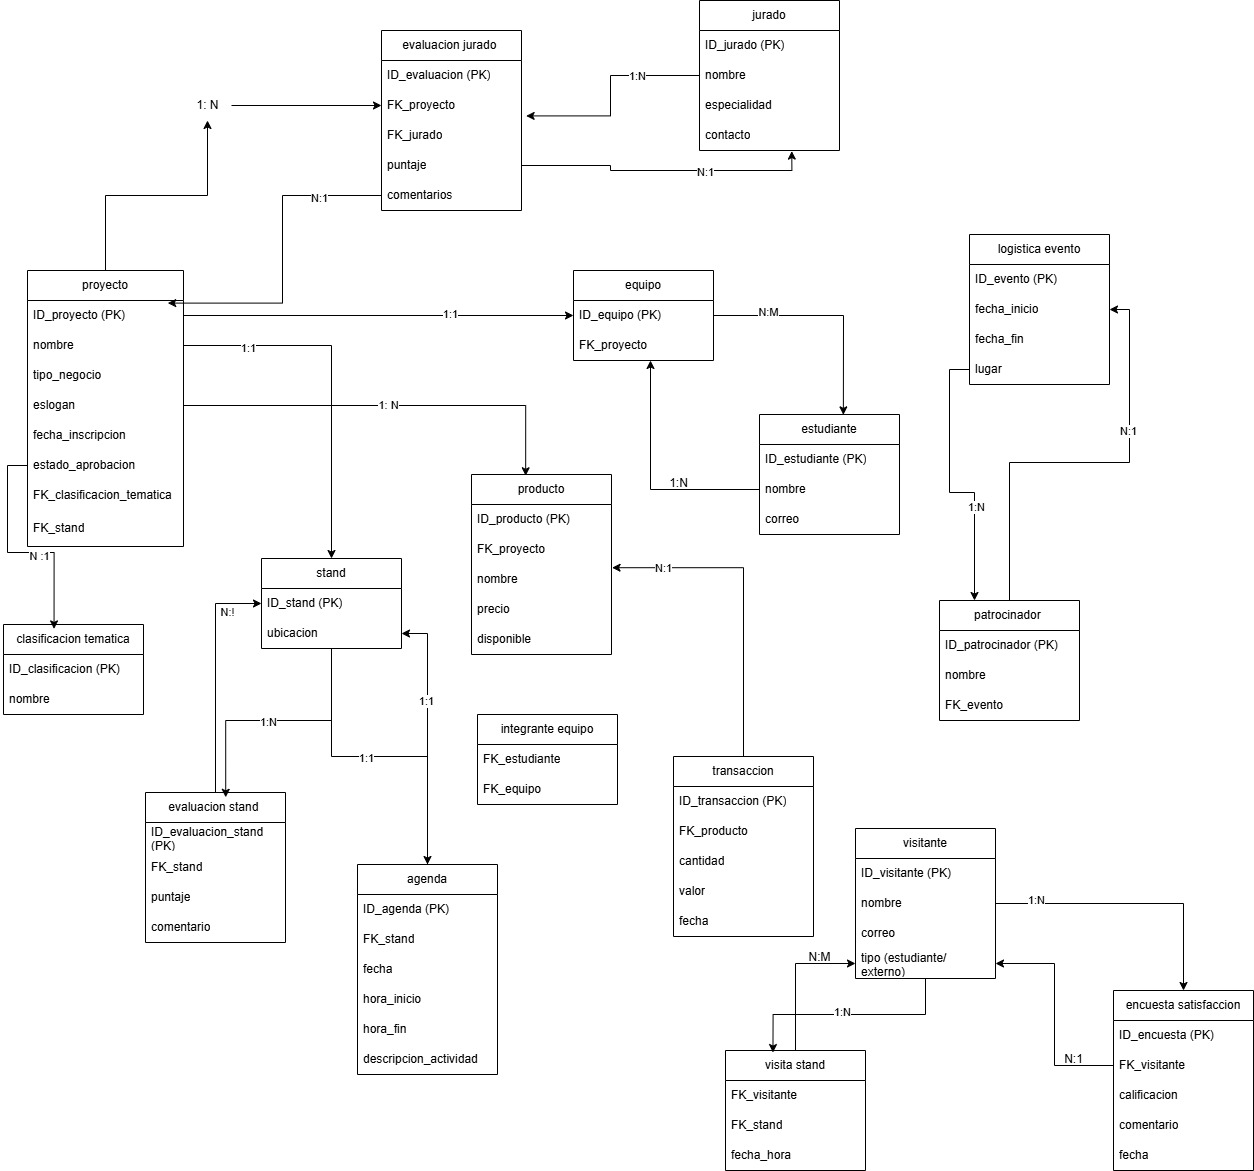 jurado
ID_jurado (PK)
nombre
especialidad
contacto
evaluacion jurado
ID_evaluacion (PK)
FK_proyecto
FK_jurado
puntaje
comentarios
1:N
1: N
N:1
N:1
proyecto
ID_proyecto (PK)
nombre
tipo_negocio
eslogan
fecha_inscripcion
estado_aprobacion
FK_clasificacion_tematica
FK_stand
1:1
1:1
1: N
N :1
equipo
ID_equipo (PK)
FK_proyecto
N:M
1:N
logistica evento
ID_evento (PK)
fecha_inicio
fecha_fin
lugar
N:1
1:N
estudiante
ID_estudiante (PK)
nombre
correo
producto
ID_producto (PK)
FK_proyecto
nombre
precio
disponible
N:1
stand
ID_stand (PK)
ubicacion
N:!
1:N
1:1
1:1
clasificacion tematica
ID_clasificacion (PK)
nombre
patrocinador
ID_patrocinador (PK)
nombre
FK_evento
integrante equipo
FK_estudiante
FK_equipo
transaccion
ID_transaccion (PK)
FK_producto
cantidad
valor
fecha
evaluacion stand
ID_evaluacion_stand
(PK)
FK_stand
puntaje
comentario
agenda
ID_agenda (PK)
FK_stand
fecha
hora_inicio
hora_fin
descripcion_actividad
visitante
ID_visitante (PK)
nombre
correo
tipo (estudiante/
externo)
1:N
N:M
1:N
N:1
visita stand
FK_visitante
FK_stand
fecha_hora
encuesta satisfaccion
ID_encuesta (PK)
FK_visitante
calificacion
comentario
fecha